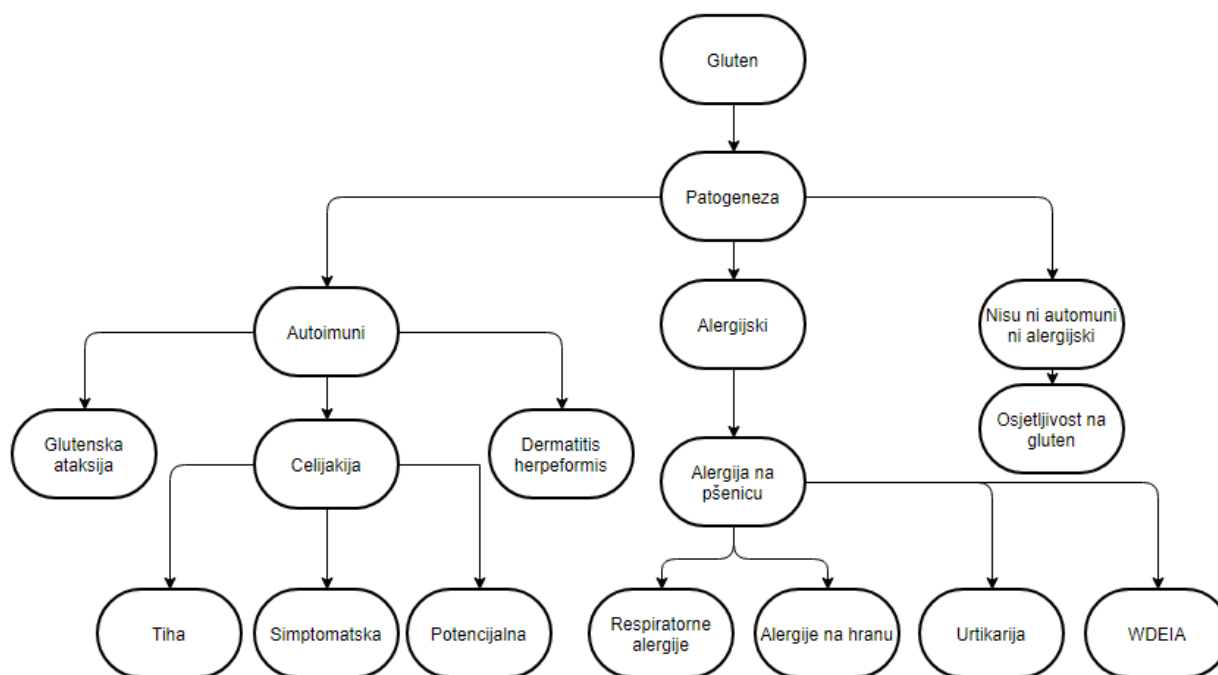 Gluten
Patogeneza
Autoimuni
Alergijski
Nisu ni automuni
ni alergijski
Glutenska
ataksija
Celijakija
Dermatitis
herpeformis
Alergija na
pšenicu
Osjetljivost na
gluten
Tiha
Simptomatska
Potencijalna
Respiratorne
alergije
Alergije na hranu
Urtikarija
WDEIA